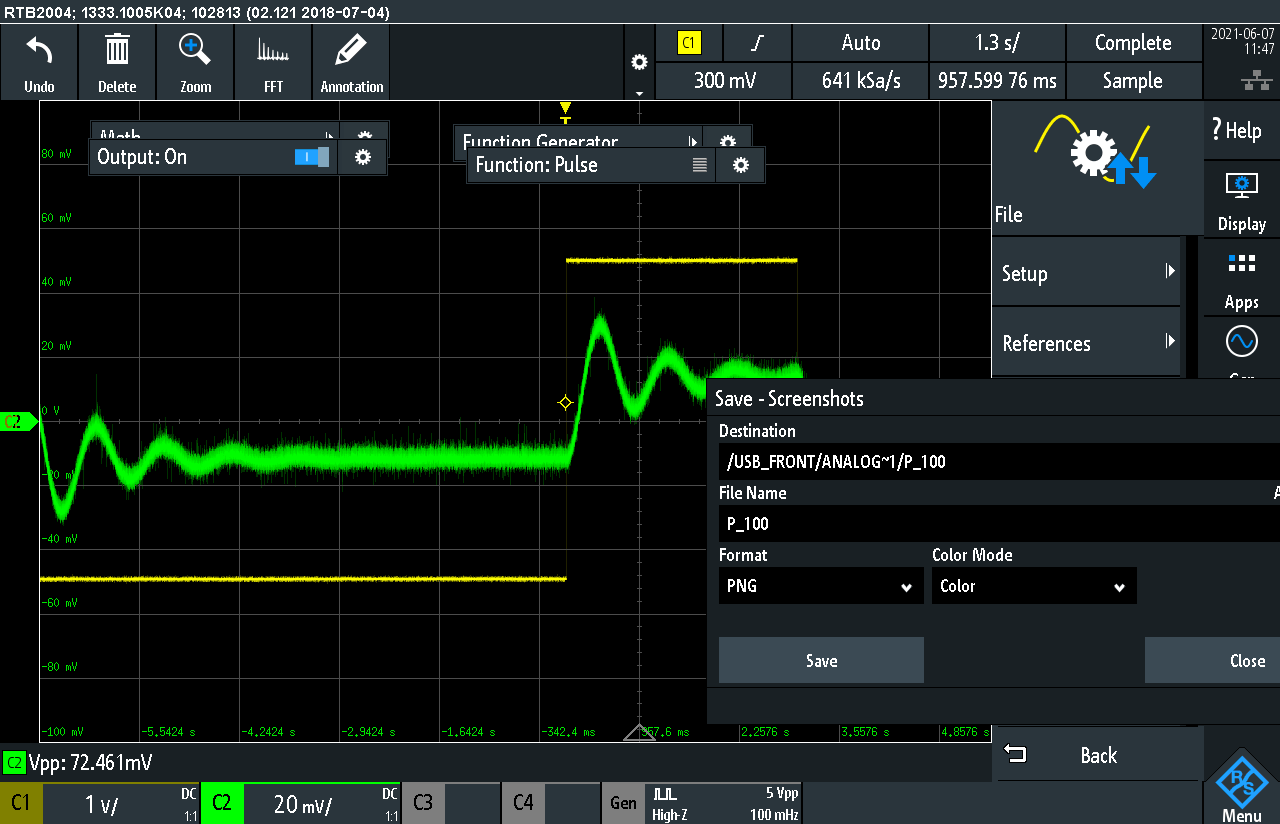 RTB2004; 1333.1005K04; 102813 (02.121 2018-07-04)
Undo
Delete
Zoom
FFT
Annotation
C1
Auto
1.3 s/
Complete
300 mV
641 kSa/s
957.599 76 ms
Sample
2021-06-07
11:47
Math
Output: On
Function Generator
Function: Pulse
80 mV
60 mV
40 mV
20 mV
0 V
C2
-20 mV
-40 mV
-60 mV
-80 mV
-100 mV
-5.5424 s
-4.2424 s
-2.9424 s
-1.6424 s
-342.4 ms
957.6 ms
2.2576 s
3.5576 s
4.8576 s
T
File
Setup
References
? Help
Display
Apps
Save - Screenshots
Destination
/USB_FRONT/ANALOG~1/P_100
File Name
A
P_100
Format
Color Mode
PNG
Color
Save
Close
Back
C2 Vpp: 72.461mV
C1
1 V/
DC
1:1
C2
20 mV/
DC
1:1
C3
C4
Gen
High-Z
5 Vpp
100 mHz
R&S
Menu